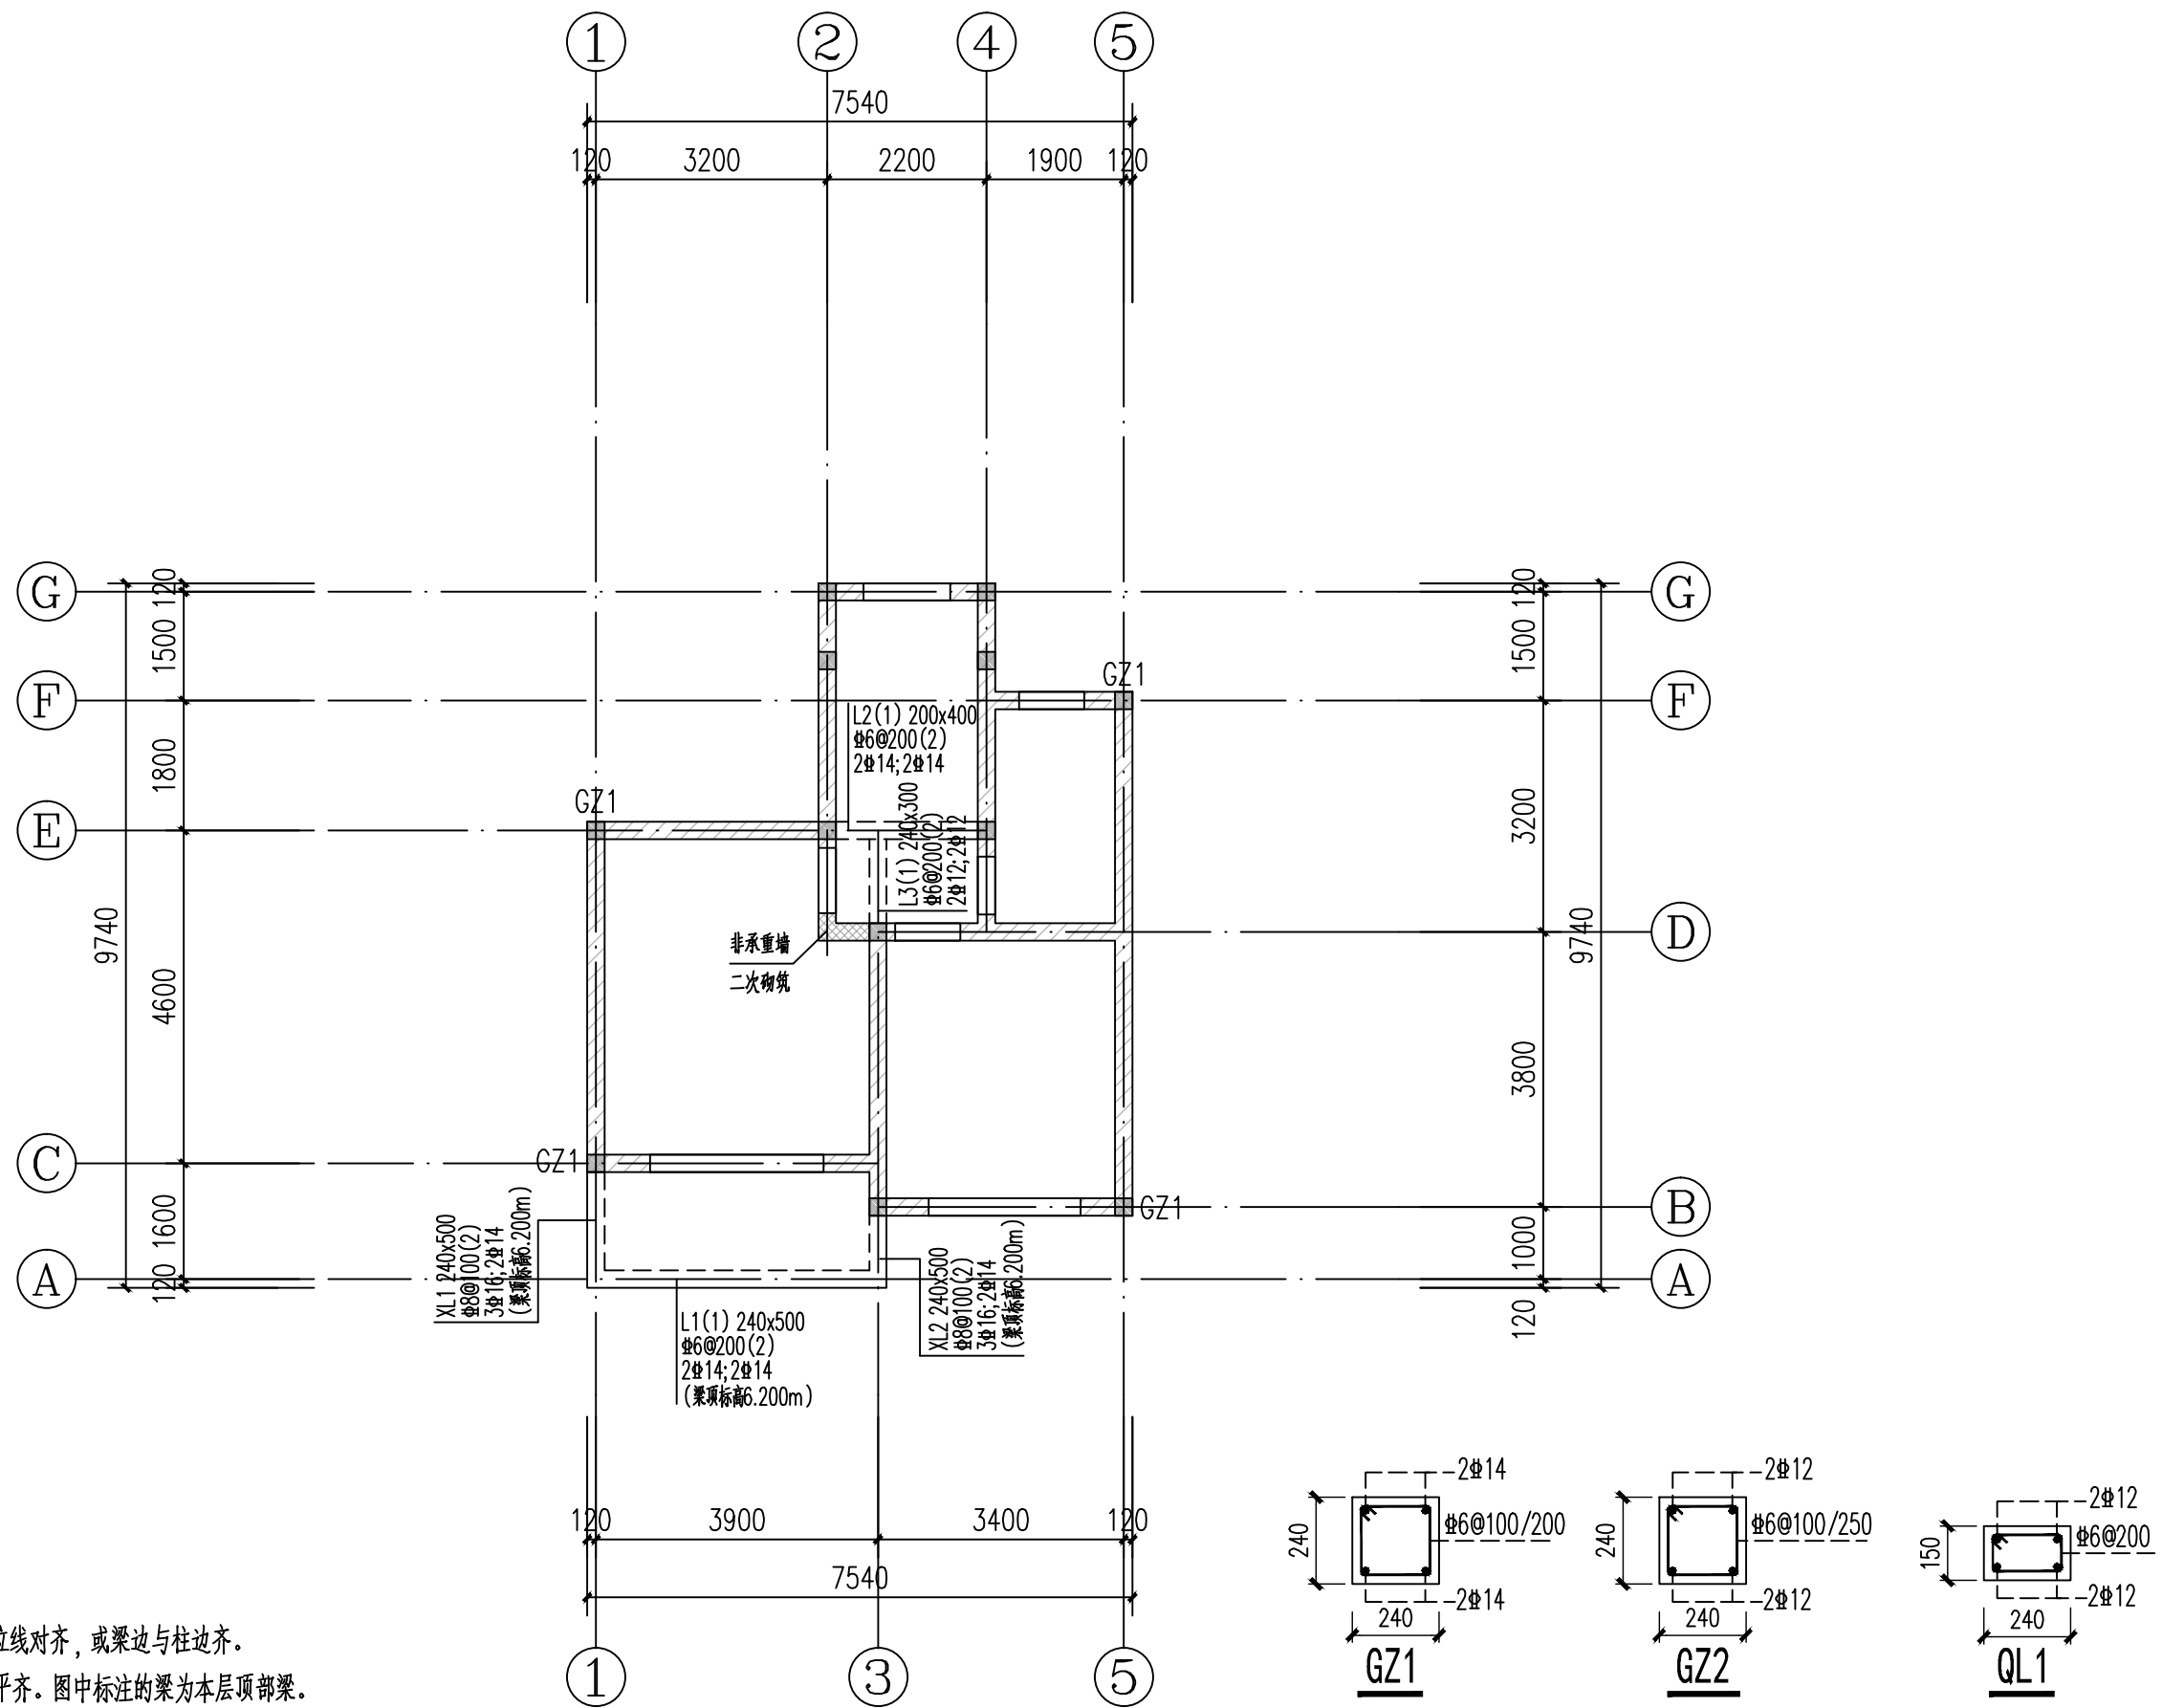 1 2 4 5
7540
120 3200 2200 1900 120
G G
F F
E
D
C
B
A A
120
1500
1800
4600
1600
120
9740
120
1500
3200
3800
1000
120
9740
GZ1
L2(1) 200x400
Φ6@200(2)
2Φ14;2Φ14
GZ1
L3(1) 240x300
Φ6@200(2)
2Φ12;2Φ12
非承重墙
二次砌筑
GZ1
GZ1
XL1 240x500
Φ8@100(2)
3Φ16;2Φ14
(梁顶标高6.200m)
XL2 240x500
Φ8@100(2)
3Φ16;2Φ14
(梁顶标高6.200m)
L1(1) 240x500
Φ6@200(2)
2Φ14;2Φ14
(梁顶标高6.200m)
120 3900 3400 120
7540
1 3 5
2Φ14
Φ6@100/200
2Φ14
240
240
GZ1
2Φ12
Φ6@100/250
2Φ12
240
240
GZ2
2Φ12
Φ6@200
2Φ12
150
240
QL1
线对齐，或梁边与柱边齐。
平齐。图中标注的梁为本层顶部梁。